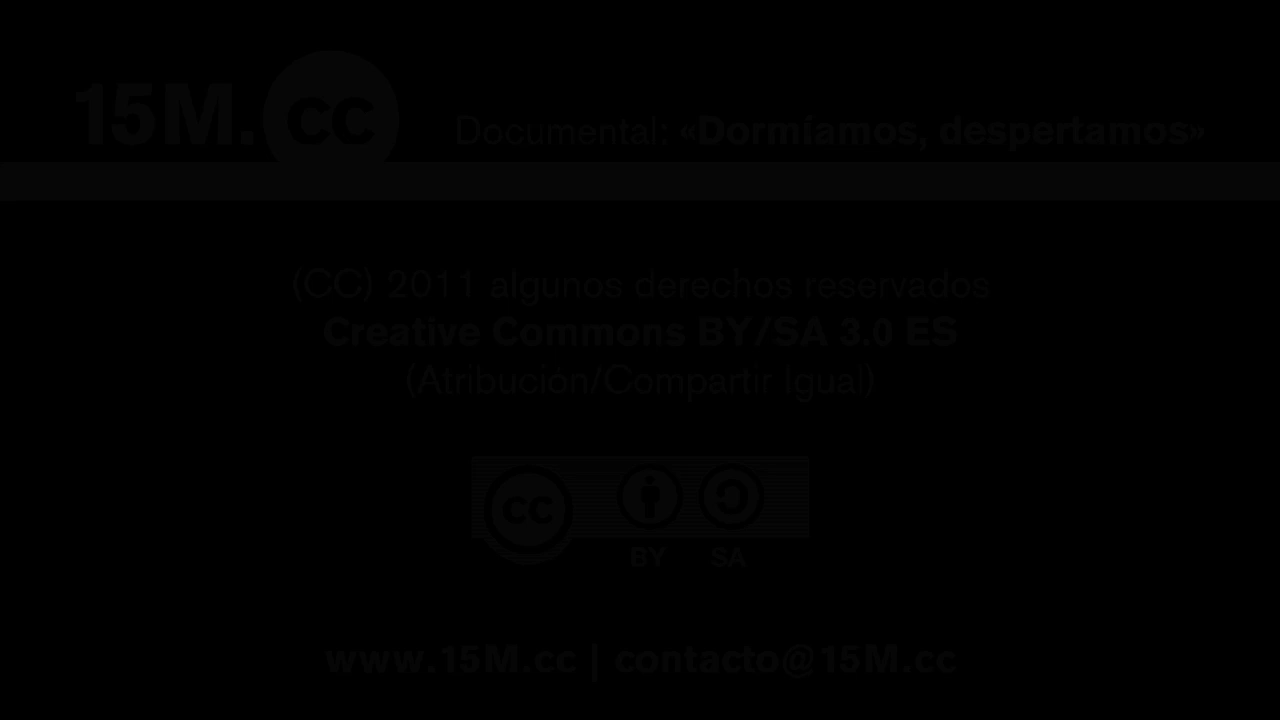 15M.cc
Documental: «Dormíamos, despertamos»
(CC) 2011 algunos derechos reservados
Creative Commons BY/SA 3.0 ES
(Atribución/Compartir Igual)
cc
BY SA
www.15M.cc | contacto@15M.cc